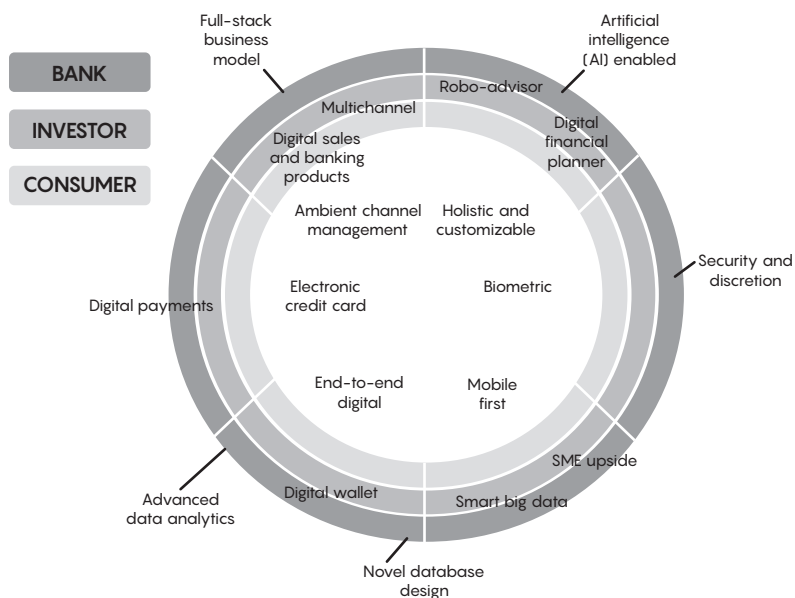 BANK
INVESTOR
CONSUMER
Full-stack
business
model
Artificial
intelligence
(AI) enabled
Robo-advisor
Multichannel
Digital
financial
planner
Digital sales
and banking
products
Ambient channel
management
Holistic and
customizable
Security and
discretion
Electronic
credit card
Biometric
Digital payments
End-to-end
digital
Mobile
first
SME upside
Digital wallet
Smart big data
Advanced
data analytics
Novel database
design